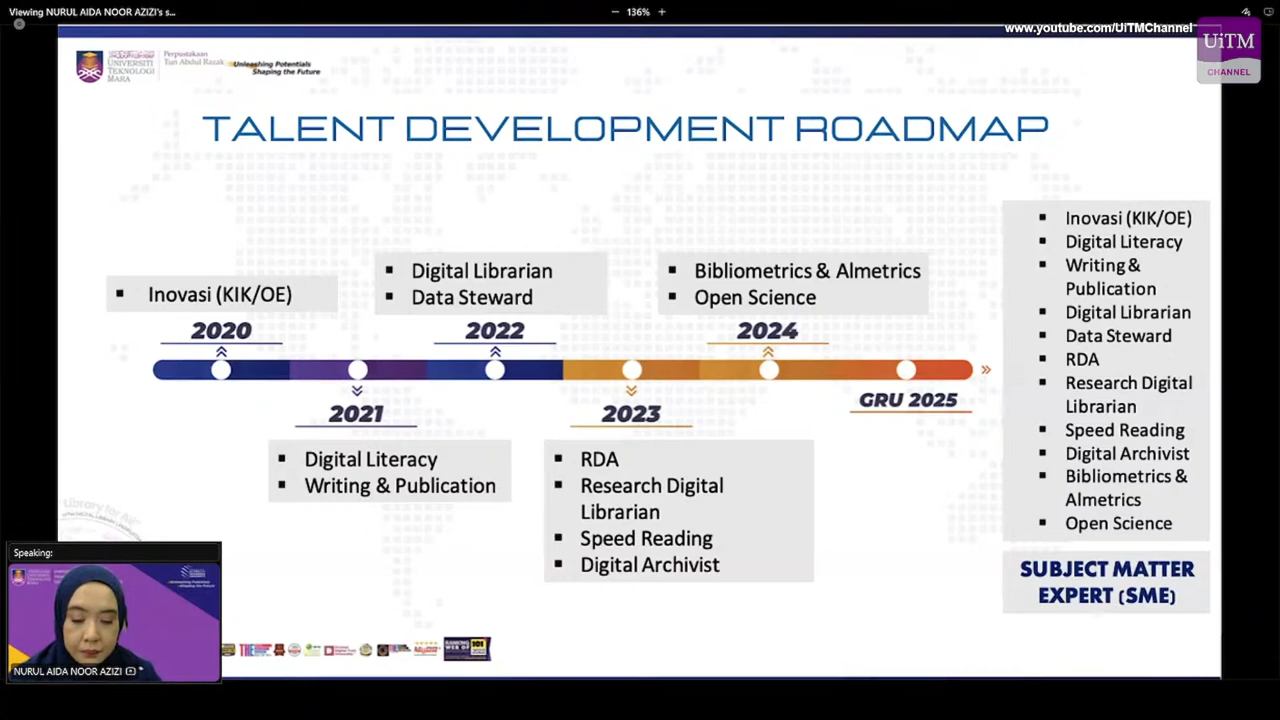 Viewing NURUL AIDA NOOR AZIZI's s...
136%
www.youtube.com/UiTMChannel
UiTM
CHANNEL
UNIVERSITI
TEKNOLOGI
MARA
Perpustakaan
Tun Abdul Razak
Unleashing Potentials
Shaping the Future
TALENT DEVELOPMENT ROADMAP
Inovasi (KIK/OE)
2020
Digital Librarian
Data Steward
2022
Bibliometrics & Almetrics
Open Science
2024
2021
Digital Literacy
Writing & Publication
2023
RDA
Research Digital
Librarian
Speed Reading
Digital Archivist
GRU 2025
Inovasi (KIK/OE)
Digital Literacy
Writing &
Publication
Digital Librarian
Data Steward
RDA
Research Digital
Librarian
Speed Reading
Digital Archivist
Bibliometrics &
Almetrics
Open Science
SUBJECT MATTER
EXPERT (SME)
Library for All
Speaking:
NURUL AIDA NOOR AZIZI
101